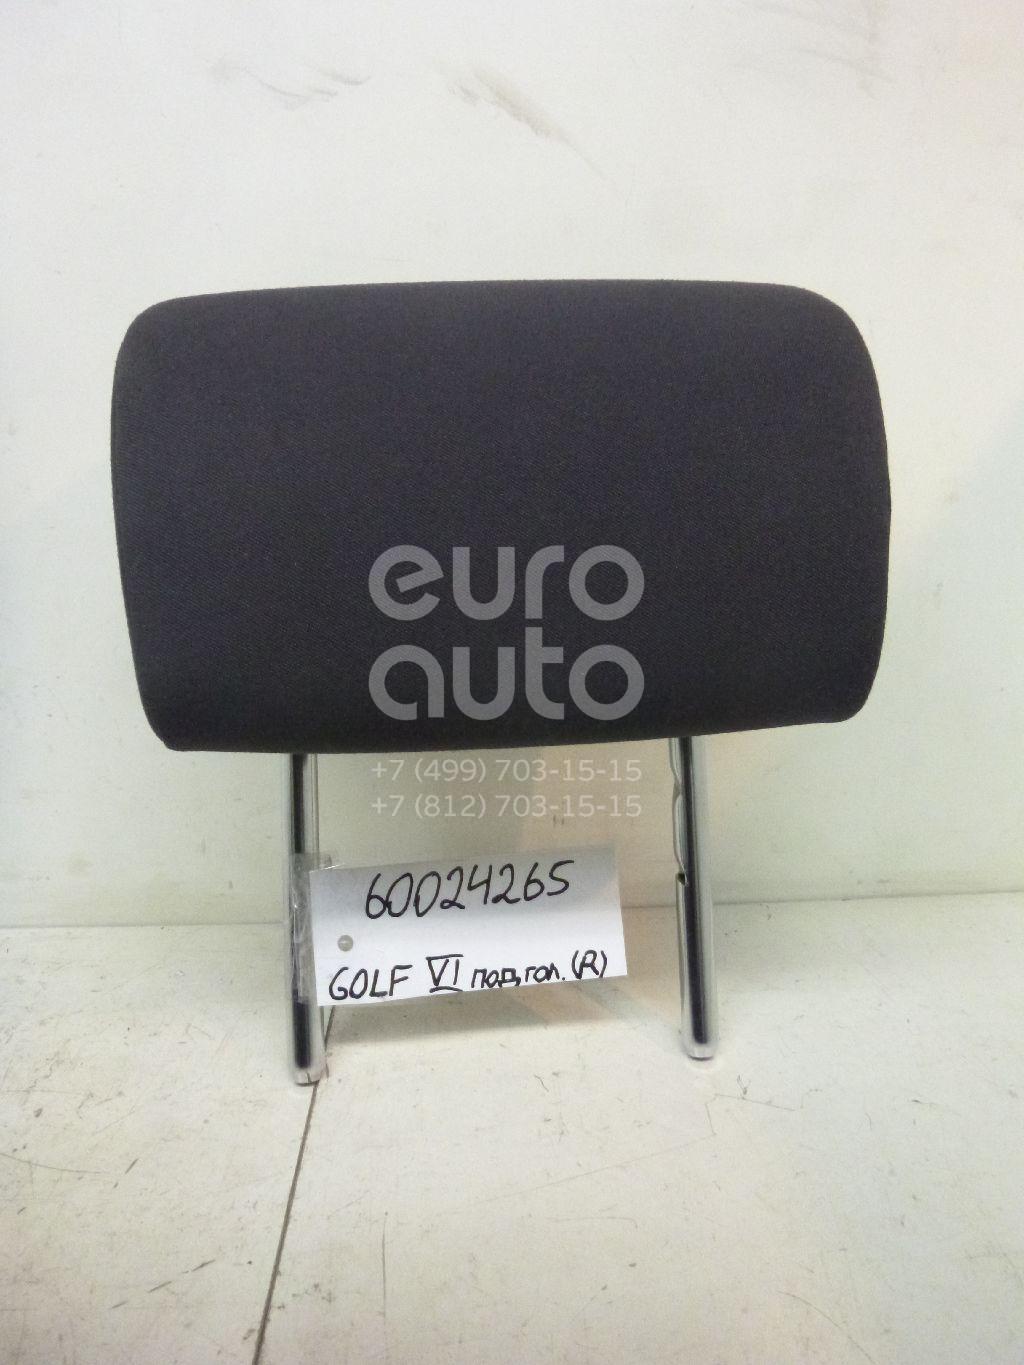 euro
auto
+7 (499) 703-15-15
+7 (812) 703-15-15
60024265
GOLF VI подгол. (R)